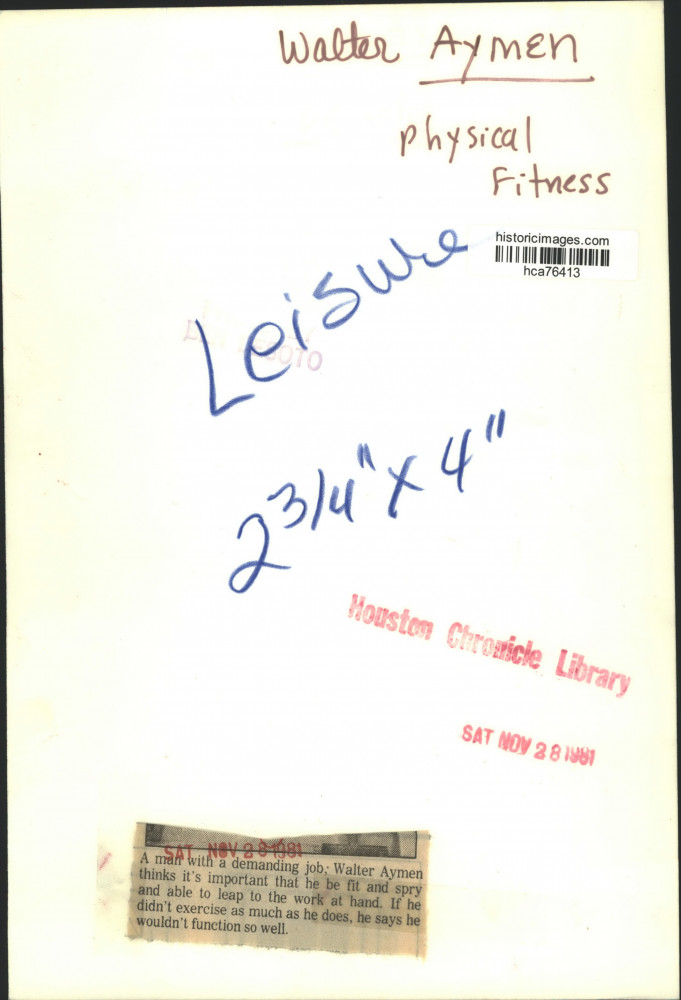 Walter Aymen
Physical
Fitness
historicimages.com
hca76413
Leisure
2 3/4" x 4"
Houston Chronicle Library
SAT NOV 28 1981
SAT NOV 28 1981
A man with a demanding job, Walter Aymen
thinks it's important that he be fit and spry
and able to leap to the work at hand. If he
didn't exercise as much as he does, he says he
wouldn't function so well.